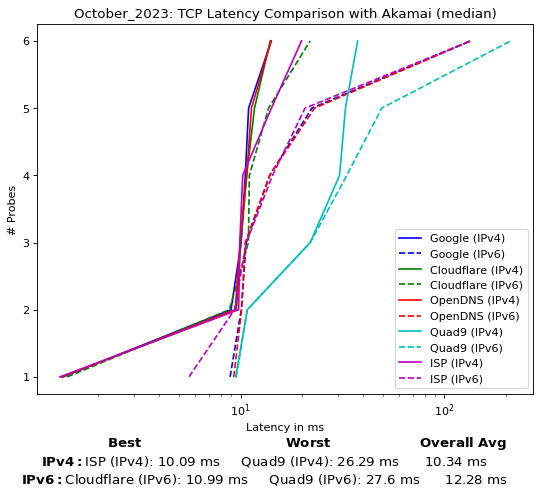 October_2023: TCP Latency Comparison with Akamai (median)
6
5
4
3
2
1
# Probes
Google (IPv4)
Google (IPv6)
Cloudflare (IPv4)
Cloudflare (IPv6)
OpenDNS (IPv4)
OpenDNS (IPv6)
Quad9 (IPv4)
Quad9 (IPv6)
ISP (IPv4)
ISP (IPv6)
10¹ 10²
Latency in ms
Best Worst Overall Avg
IPv4: ISP (IPv4): 10.09 ms Quad9 (IPv4): 26.29 ms 10.34 ms
IPv6: Cloudflare (IPv6): 10.99 ms Quad9 (IPv6): 27.6 ms 12.28 ms